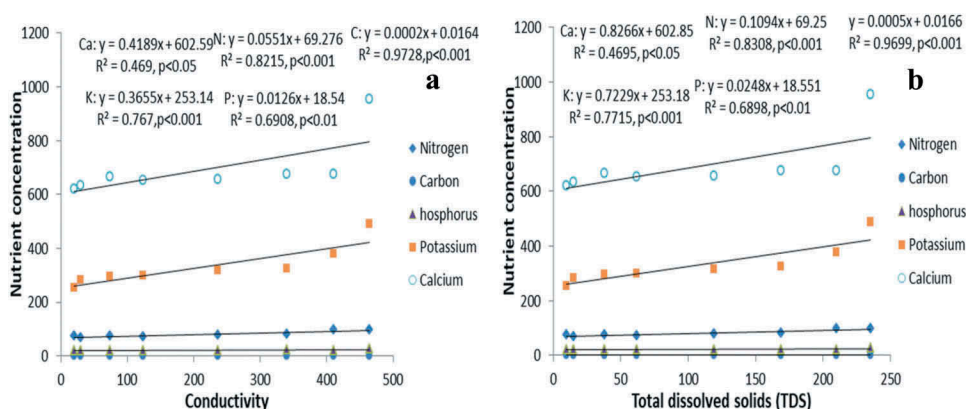 Ca: y = 0.4189x + 602.59 N: y = 0.0551x + 69.276 C: y = 0.0002x + 0.0164
R² = 0.469, p<0.05 R² = 0.8215, p<0.001 R² = 0.9728, p<0.001
a
K: y = 0.3655x + 253.14 P: y = 0.0126x + 18.54
R² = 0.767, p<0.001 R² = 0.6908, p<0.01
Nutrient concentration
1200
1000
800
600
400
200
0
0 100 200 300 400 500
Conductivity
Nitrogen
Carbon
hosphorus
Potassium
Calcium
Ca: y = 0.8266x + 602.85 N: y = 0.1094x + 69.25 y = 0.0005x + 0.0166
R² = 0.4695, p<0.05 R² = 0.8308, p<0.001 R² = 0.9699, p<0.001
b
K: y = 0.7229x + 253.18 P: y = 0.0248x + 18.551
R² = 0.7715, p<0.001 R² = 0.6898, p<0.01
Nutrient concentration
1200
1000
800
600
400
200
0
0 50 100 150 200 250
Total dissolved solids (TDS)
Nitrogen
Carbon
hosphorus
Potassium
Calcium